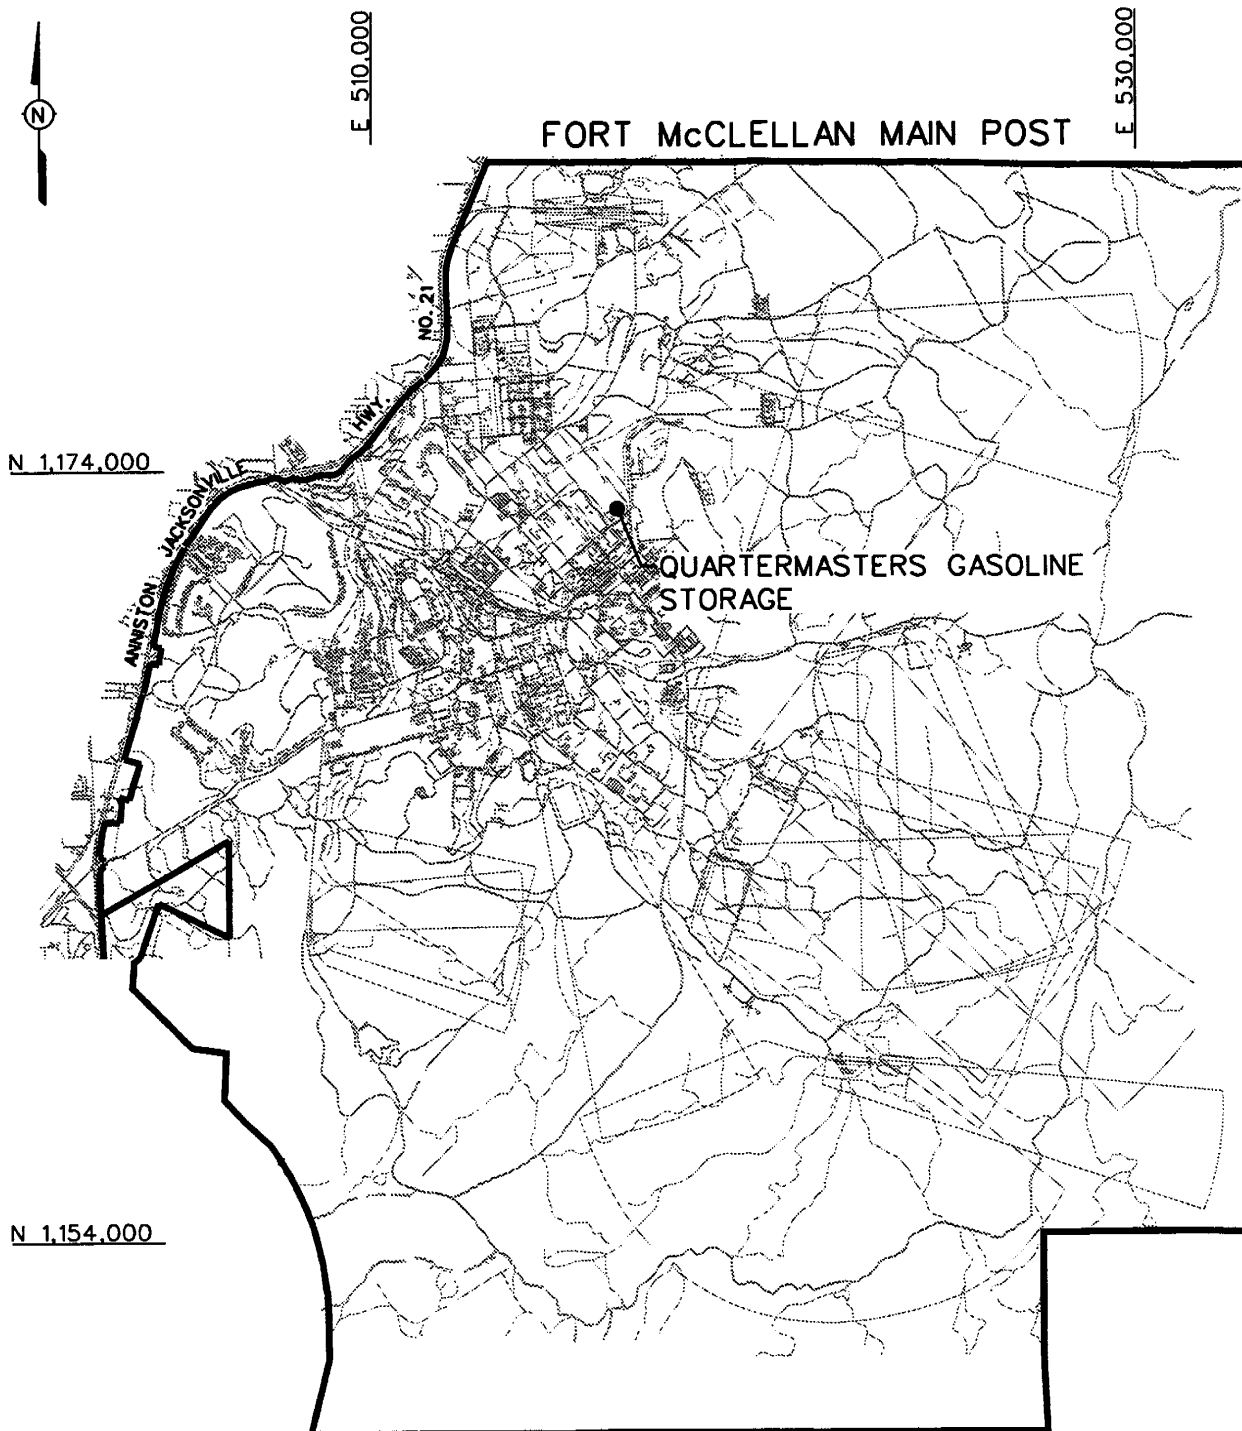 E 510,000
E 530,000
N
FORT McCLELLAN MAIN POST
NO. 21
HWY.
N 1,174,000
JACKSONVILLE
ANNISTON
QUARTERMASTERS GASOLINE
STORAGE
N 1,154,000